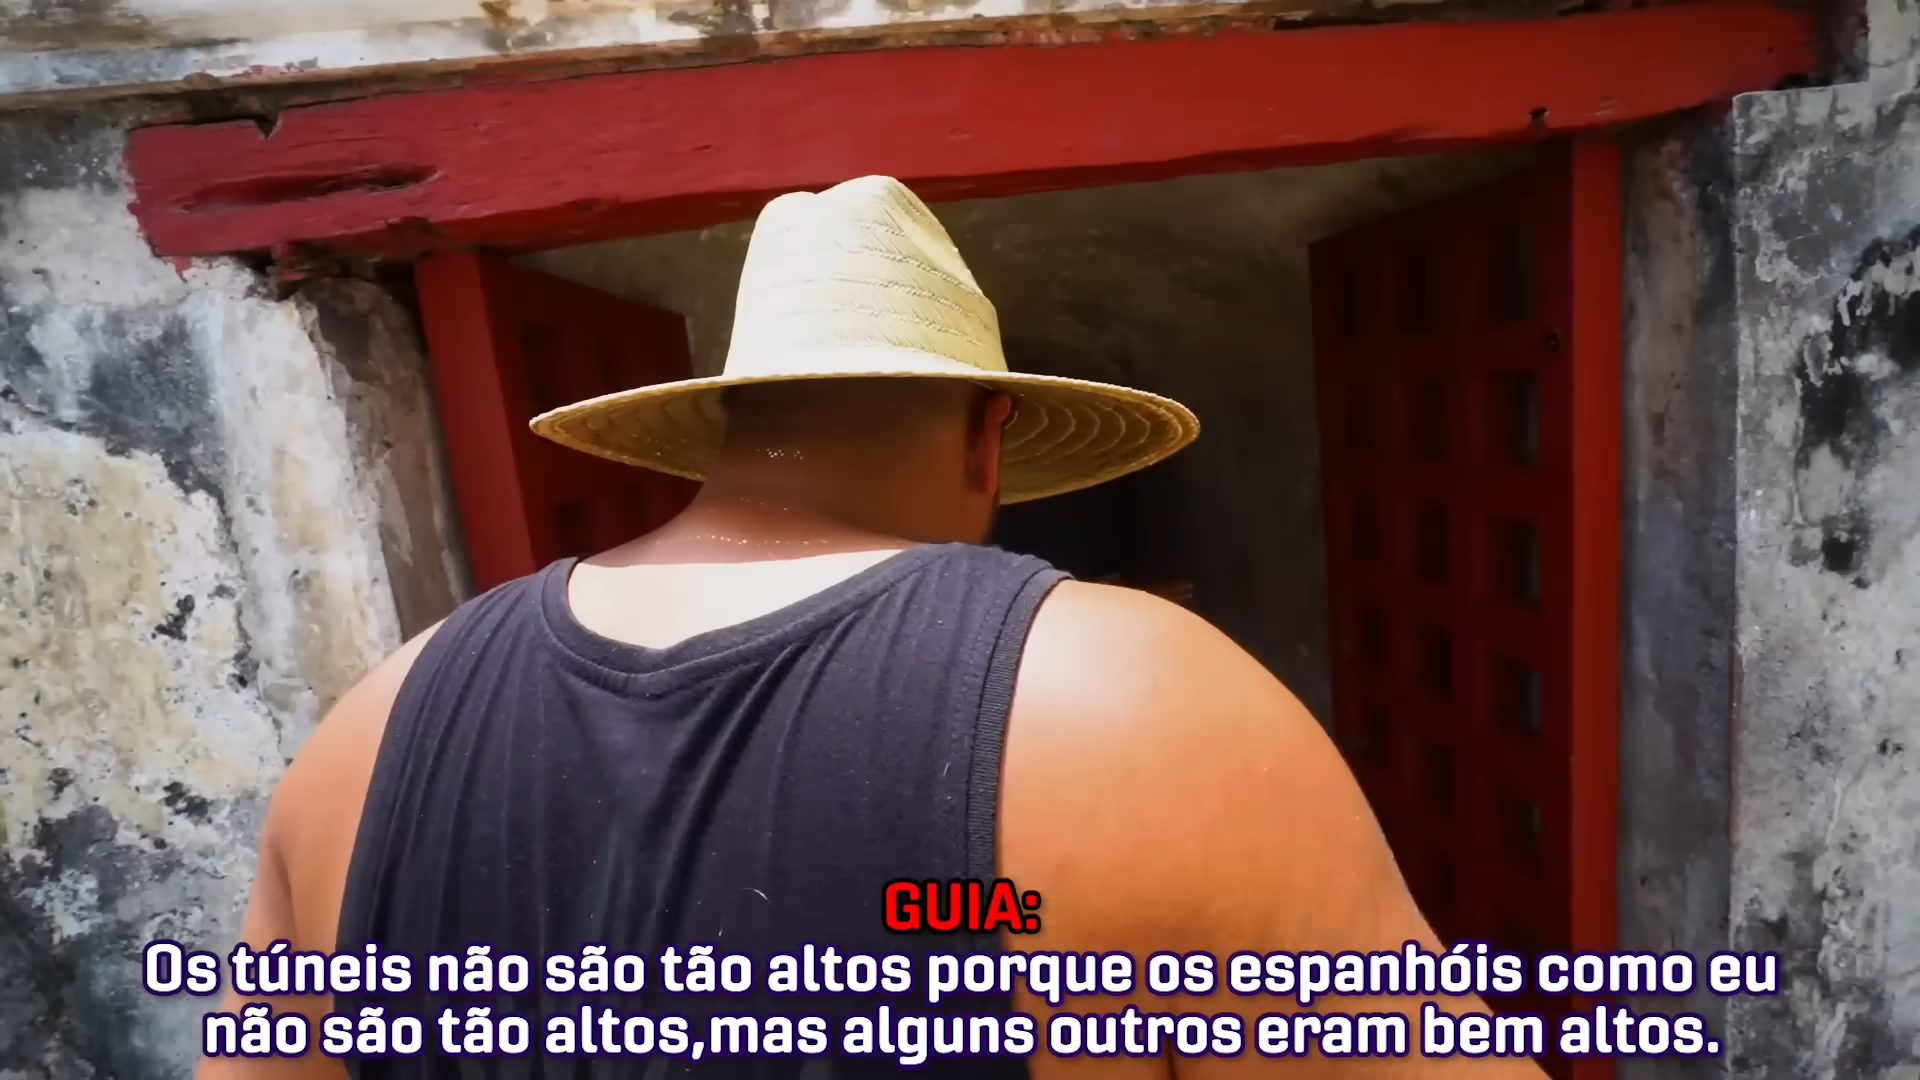 GUIA:
Os túneis não são tão altos porque os espanhóis como eu
não são tão altos,mas alguns outros eram bem altos.